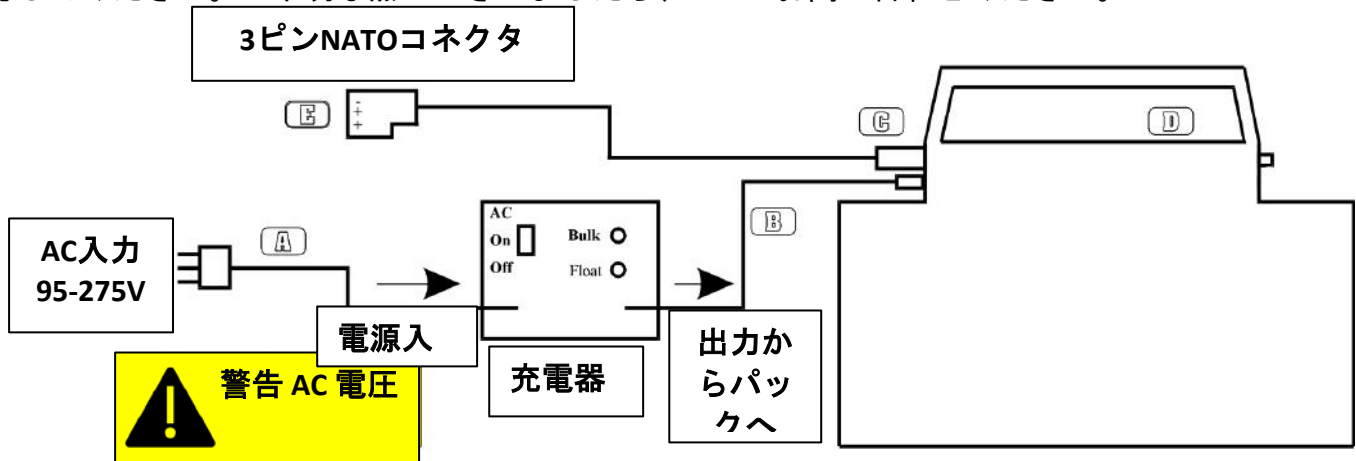 3ピンNATOコネクタ
E
-
+
+
C
D
AC入力
95-275V
A
AC
On
Off
Bulk
Float
B
電源入
充電器
出力か
らパッ
クへ
警告 AC 電圧